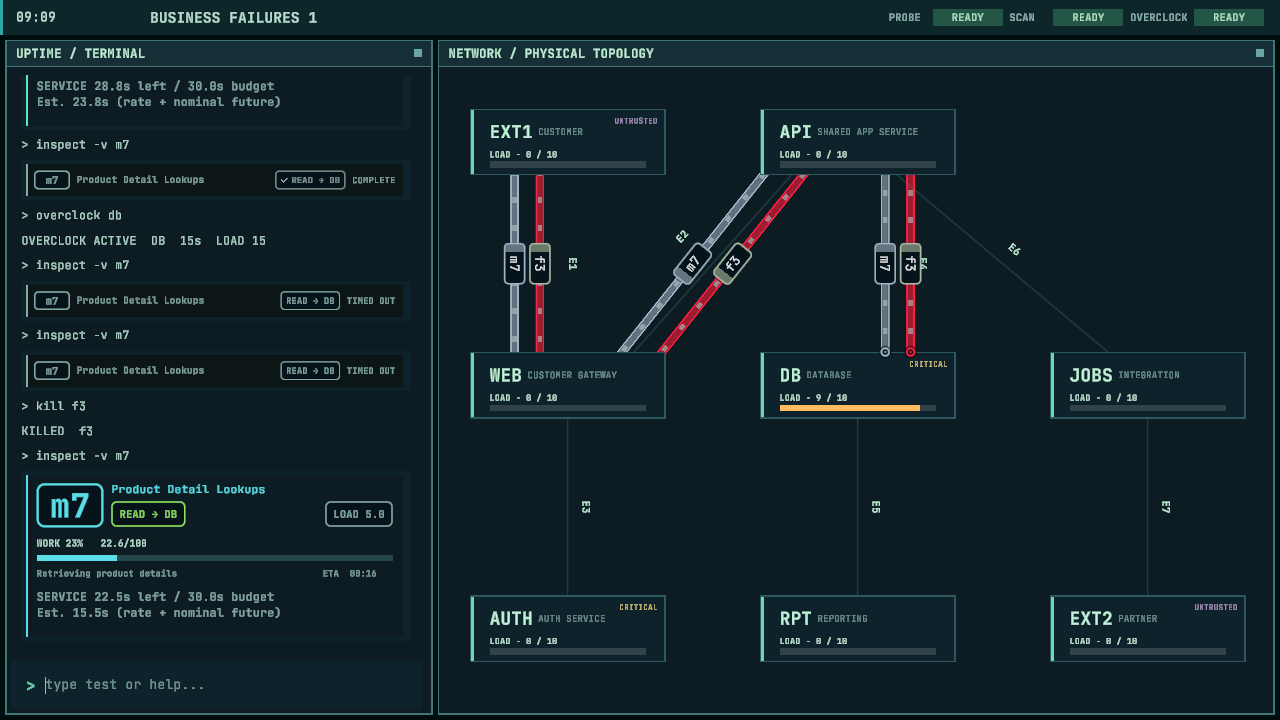 09:09
BUSINESS FAILURES 1
PROBE READY SCAN READY OVERCLOCK READY
UPTIME / TERMINAL
SERVICE 28.8s left / 30.0s budget
Est. 23.8s (rate + nominal future)
> inspect -v m7
m7 Product Detail Lookups ✓ READ → DB COMPLETE
> overclock db
OVERCLOCK ACTIVE DB 15s LOAD 15
> inspect -v m7
m7 Product Detail Lookups READ → DB TIMED OUT
> inspect -v m7
m7 Product Detail Lookups READ → DB TIMED OUT
> kill f3
KILLED f3
> inspect -v m7
m7 Product Detail Lookups
READ → DB LOAD 5.0
WORK 23% 22.6/100
Retrieving product details ETA 00:16
SERVICE 22.5s left / 30.0s budget
Est. 15.5s (rate + nominal future)
> type test or help...
NETWORK / PHYSICAL TOPOLOGY
UNTRUSTED
EXT1 CUSTOMER
LOAD - 0 / 10
API SHARED APP SERVICE
LOAD - 0 / 10
m7 f3 E1
E2 m7 f3
m7 f3
E6
WEB CUSTOMER GATEWAY
LOAD - 0 / 10
CRITICAL
DB DATABASE
LOAD - 9 / 10
JOBS INTEGRATION
LOAD - 0 / 10
E3
E5
E7
CRITICAL
AUTH AUTH SERVICE
LOAD - 0 / 10
RPT REPORTING
LOAD - 0 / 10
UNTRUSTED
EXT2 PARTNER
LOAD - 0 / 10